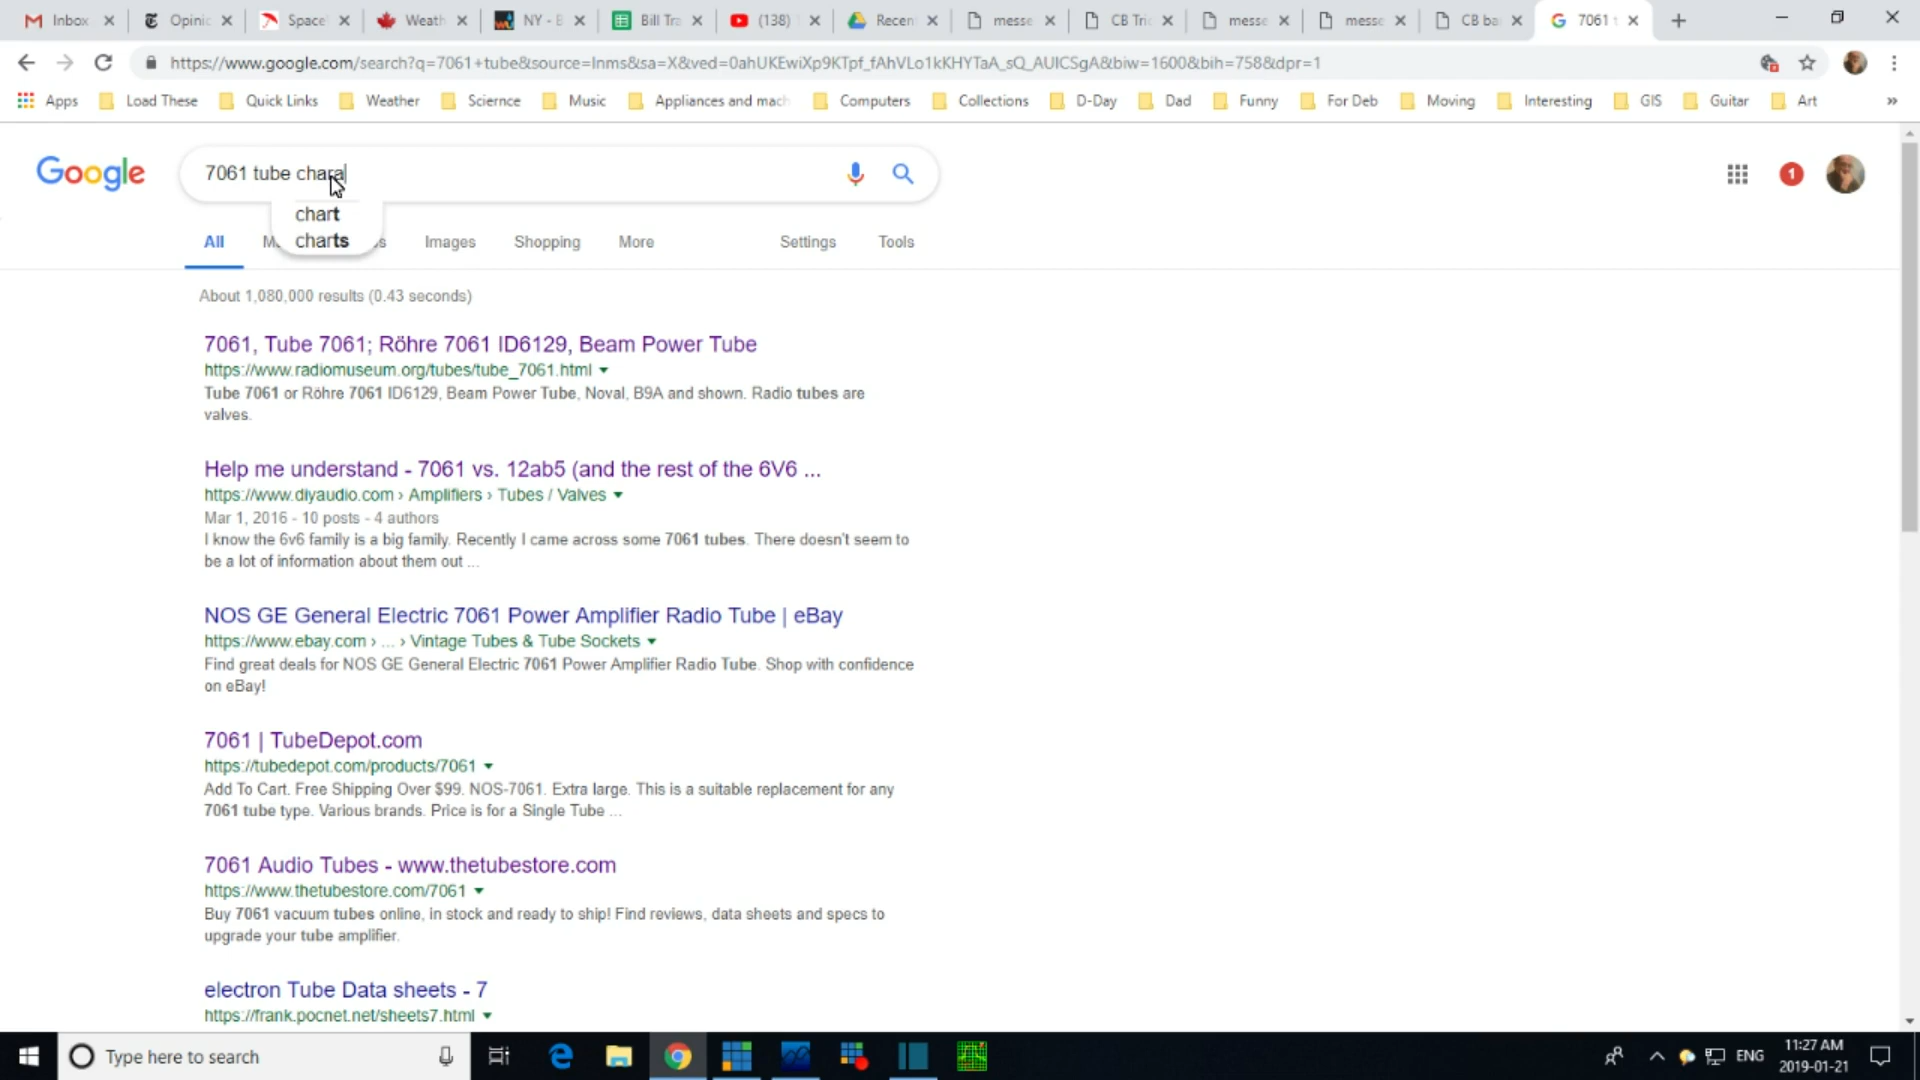 Inbox
Opinic
Space
Weath
NY - E
Bill Tra
(138)
Recen
messe
CB Tric
messe
messe
CB ba
7061 t
https://www.google.com/search?q=7061+tube&source=lnms&sa=X&ved=0ahUKEwiXp9KTpf_fAhVLo1kKHYTaA_sQ_AUICSgA&biw=1600&bih=758&dpr=1
Apps
Load These
Quick Links
Weather
Sciernce
Music
Appliances and mach
Computers
Collections
D-Day
Dad
Funny
For Deb
Moving
Interesting
GIS
Guitar
Art
»
Google
7061 tube chara
1
chart
charts
All
Images
Shopping
More
Settings
Tools
About 1,080,000 results (0.43 seconds)
7061, Tube 7061; Röhre 7061 ID6129, Beam Power Tube
https://www.radiomuseum.org/tubes/tube_7061.html
Tube 7061 or Röhre 7061 ID6129, Beam Power Tube, Noval, B9A and shown. Radio tubes are
valves.
Help me understand - 7061 vs. 12ab5 (and the rest of the 6V6 ...
https://www.diyaudio.com › Amplifiers › Tubes / Valves
Mar 1, 2016 - 10 posts - 4 authors
I know the 6v6 family is a big family. Recently I came across some 7061 tubes. There doesn't seem to
be a lot of information about them out ...
NOS GE General Electric 7061 Power Amplifier Radio Tube | eBay
https://www.ebay.com › ... › Vintage Tubes & Tube Sockets
Find great deals for NOS GE General Electric 7061 Power Amplifier Radio Tube. Shop with confidence
on eBay!
7061 | TubeDepot.com
https://tubedepot.com/products/7061
Add To Cart. Free Shipping Over $99. NOS-7061. Extra large. This is a suitable replacement for any
7061 tube type. Various brands. Price is for a Single Tube ...
7061 Audio Tubes - www.thetubestore.com
https://www.thetubestore.com/7061
Buy 7061 vacuum tubes online, in stock and ready to ship! Find reviews, data sheets and specs to
upgrade your tube amplifier.
electron Tube Data sheets - 7
https://frank.pocnet.net/sheets7.html
Type here to search
ENG
11:27 AM
2019-01-21